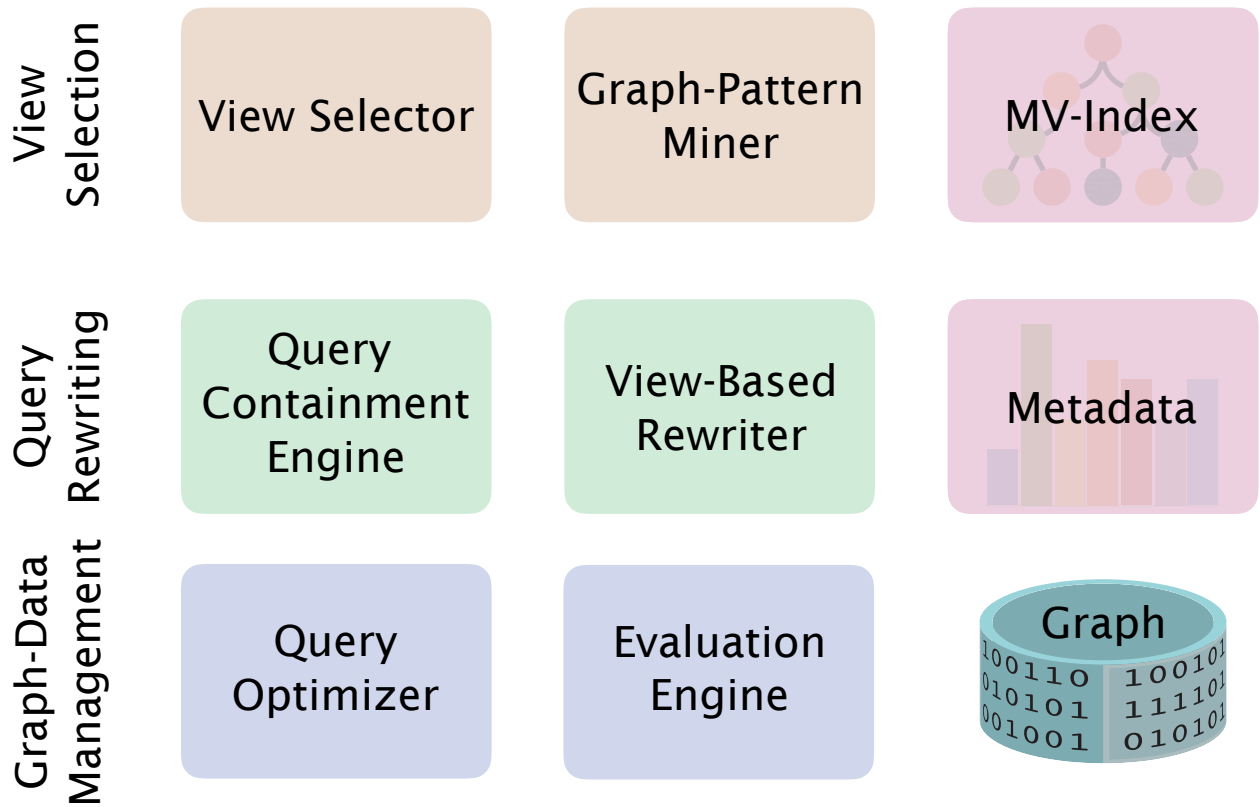 View
Selection
View Selector
Graph-Pattern
Miner
MV-Index
Query
Rewriting
Query
Containment
Engine
View-Based
Rewriter
Metadata
Graph-Data
Management
Query
Optimizer
Evaluation
Engine
Graph
100110 100101
010101 111101
001001 010101